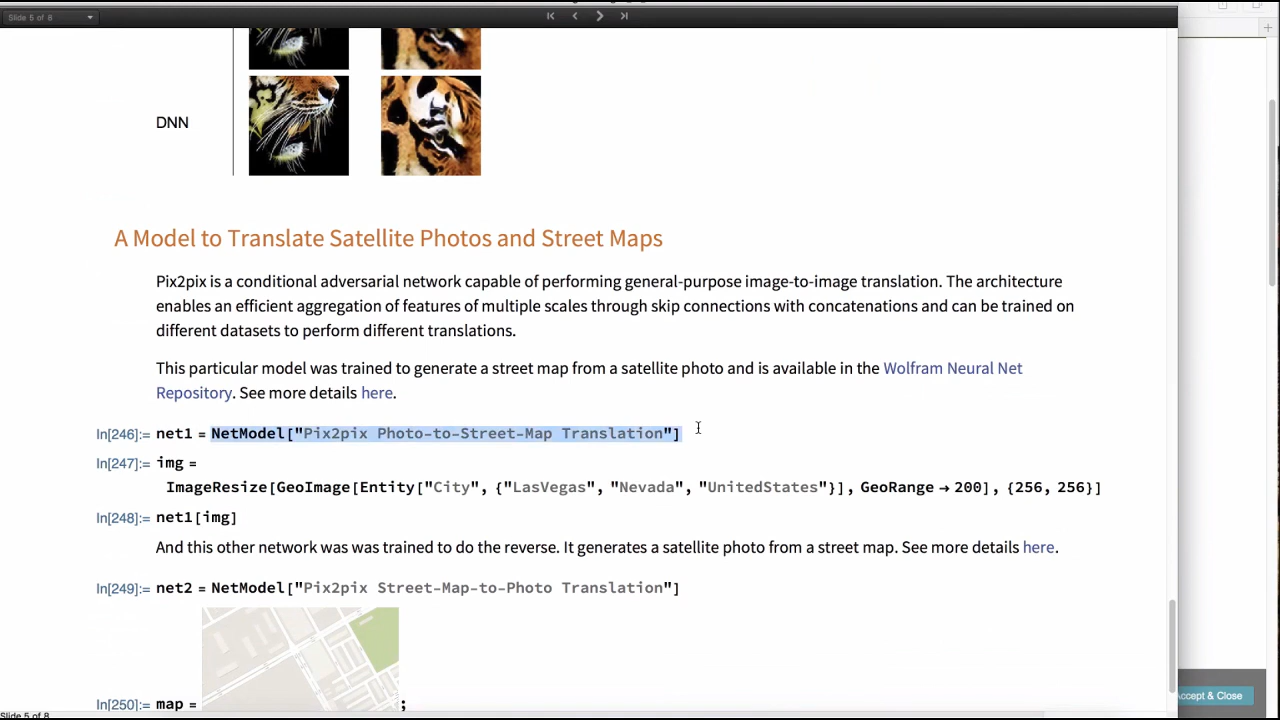 Slide 5 of 8
DNN
A Model to Translate Satellite Photos and Street Maps
Pix2pix is a conditional adversarial network capable of performing general-purpose image-to-image translation. The architecture
enables an efficient aggregation of features of multiple scales through skip connections with concatenations and can be trained on
different datasets to perform different translations.
This particular model was trained to generate a street map from a satellite photo and is available in the Wolfram Neural Net
Repository. See more details here.
In[246]:= net1 = NetModel["Pix2pix Photo-to-Street-Map Translation"]
In[247]:= img =
ImageResize[GeoImage[Entity["City", {"LasVegas", "Nevada", "UnitedStates"}], GeoRange → 200], {256, 256}]
In[248]:= net1[img]
And this other network was was trained to do the reverse. It generates a satellite photo from a street map. See more details here.
In[249]:= net2 = NetModel["Pix2pix Street-Map-to-Photo Translation"]
In[250]:= map = ;
Accept & Close
Slide 5 of 8